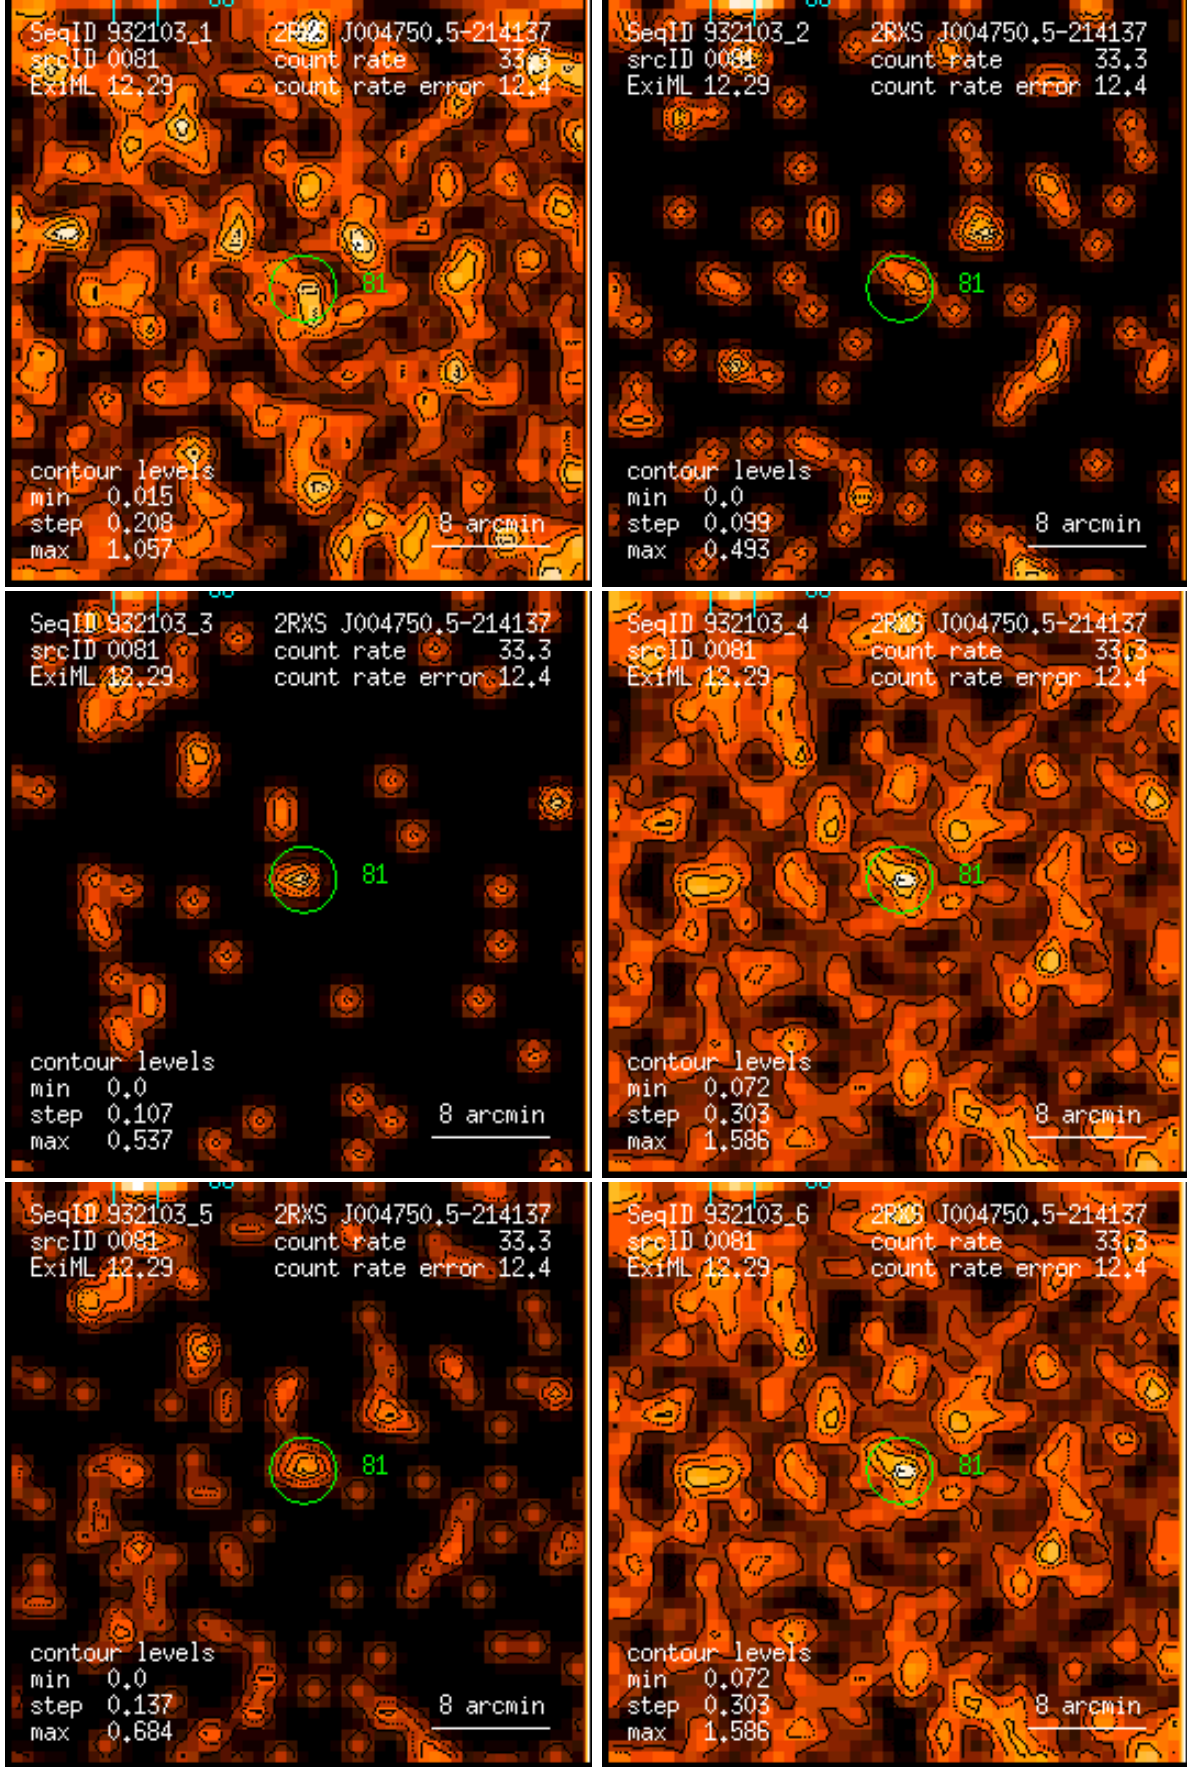 SeqID 932103_1 2RXS J004750.5-214137
srcID 0081 count rate 33.3
ExiML 12.29 count rate error 12.4
81
contour levels
min 0.015
step 0.208
max 1.057
8 arcmin
SeqID 932103_2 2RXS J004750.5-214137
srcID 0081 count rate 33.3
ExiML 12.29 count rate error 12.4
81
contour levels
min 0.0
step 0.099
max 0.493
8 arcmin
SeqID 932103_3 2RXS J004750.5-214137
srcID 0081 count rate 33.3
ExiML 12.29 count rate error 12.4
81
contour levels
min 0.0
step 0.107
max 0.537
8 arcmin
SeqID 932103_4 2RXS J004750.5-214137
srcID 0081 count rate 33.3
ExiML 12.29 count rate error 12.4
81
contour levels
min 0.072
step 0.303
max 1.586
8 arcmin
SeqID 932103_5 2RXS J004750.5-214137
srcID 0081 count rate 33.3
ExiML 12.29 count rate error 12.4
81
contour levels
min 0.0
step 0.137
max 0.684
8 arcmin
SeqID 932103_6 2RXS J004750.5-214137
srcID 0081 count rate 33.3
ExiML 12.29 count rate error 12.4
81
contour levels
min 0.072
step 0.303
max 1.586
8 arcmin